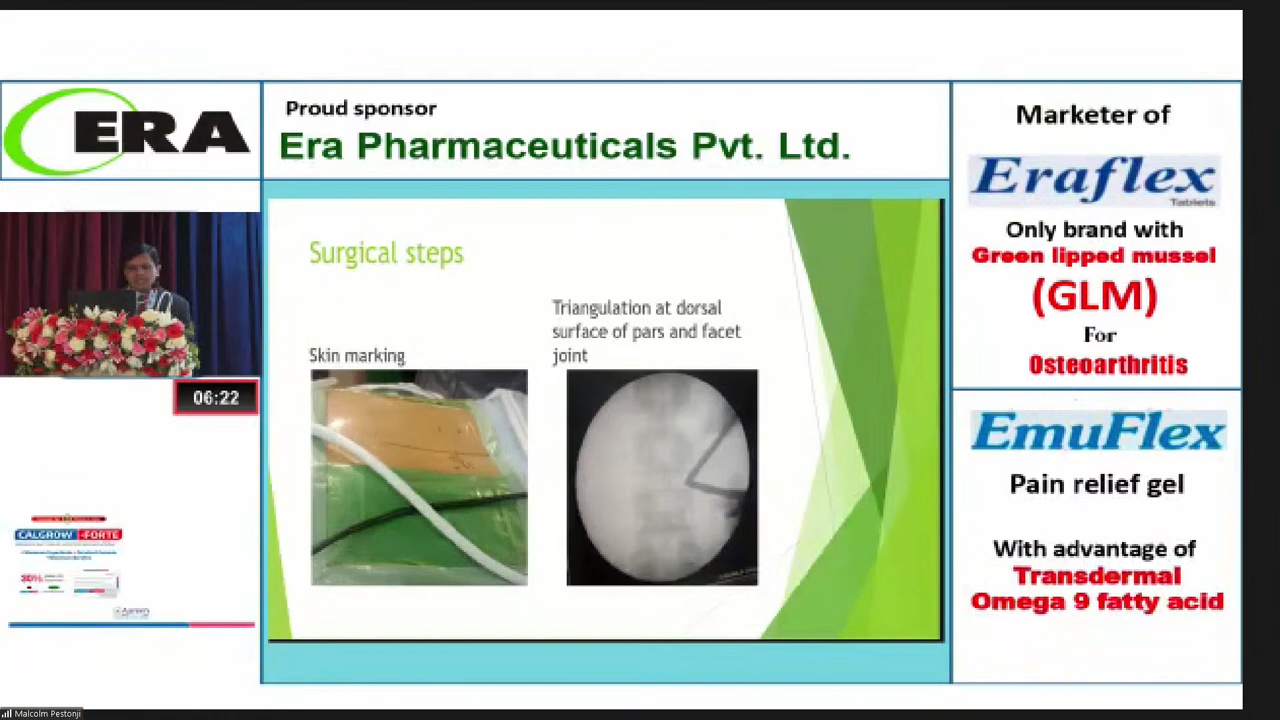 ERA
Proud sponsor
Era Pharmaceuticals Pvt. Ltd.
Marketer of
Eraflex
Tablets
Only brand with
Green lipped mussel
(GLM)
For
Osteoarthritis
EmuFlex
Pain relief gel
With advantage of
Transdermal
Omega 9 fatty acid
Surgical steps
Skin marking
Triangulation at dorsal
surface of pars and facet
joint
06:22
CALGROW-FORTE
Malcolm Pestonji